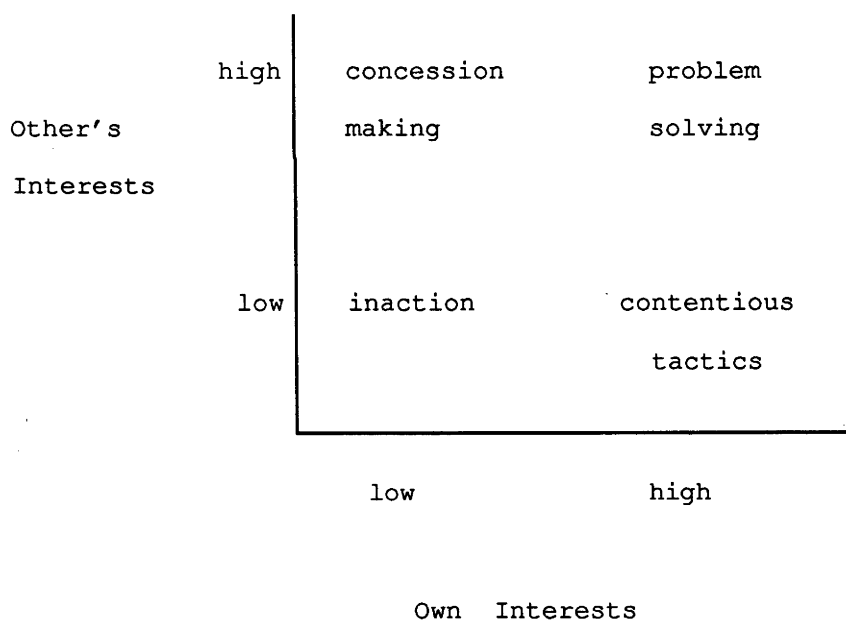 high concession problem
Other's making solving
Interests
low inaction contentious
tactics
low high
Own Interests